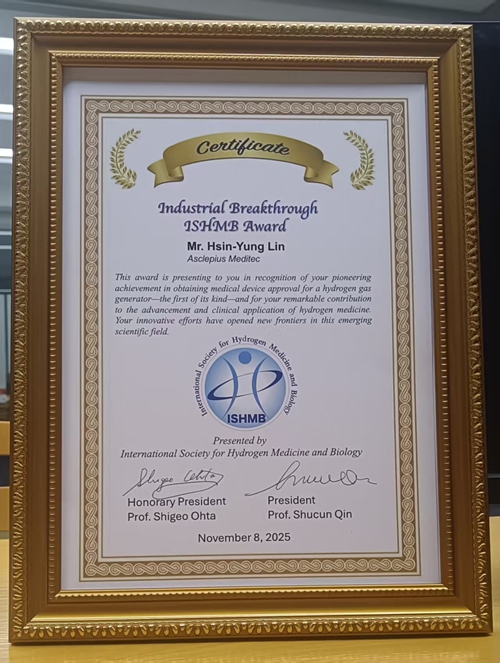 Certificate
Industrial Breakthrough
ISHMB Award
Mr. Hsin-Yung Lin
Asclepius Meditec
This award is presenting to you in recognition of your pioneering
achievement in obtaining medical device approval for a hydrogen gas
generator—the first of its kind—and for your remarkable contribution
to the advancement and clinical application of hydrogen medicine.
Your innovative efforts have opened new frontiers in this emerging
scientific field.
International Society for Hydrogen Medicine and Biology
ISHMB
Presented by
International Society for Hydrogen Medicine and Biology
Shigeo Ohta
Honorary President
Prof. Shigeo Ohta
President
Prof. Shucun Qin
November 8, 2025